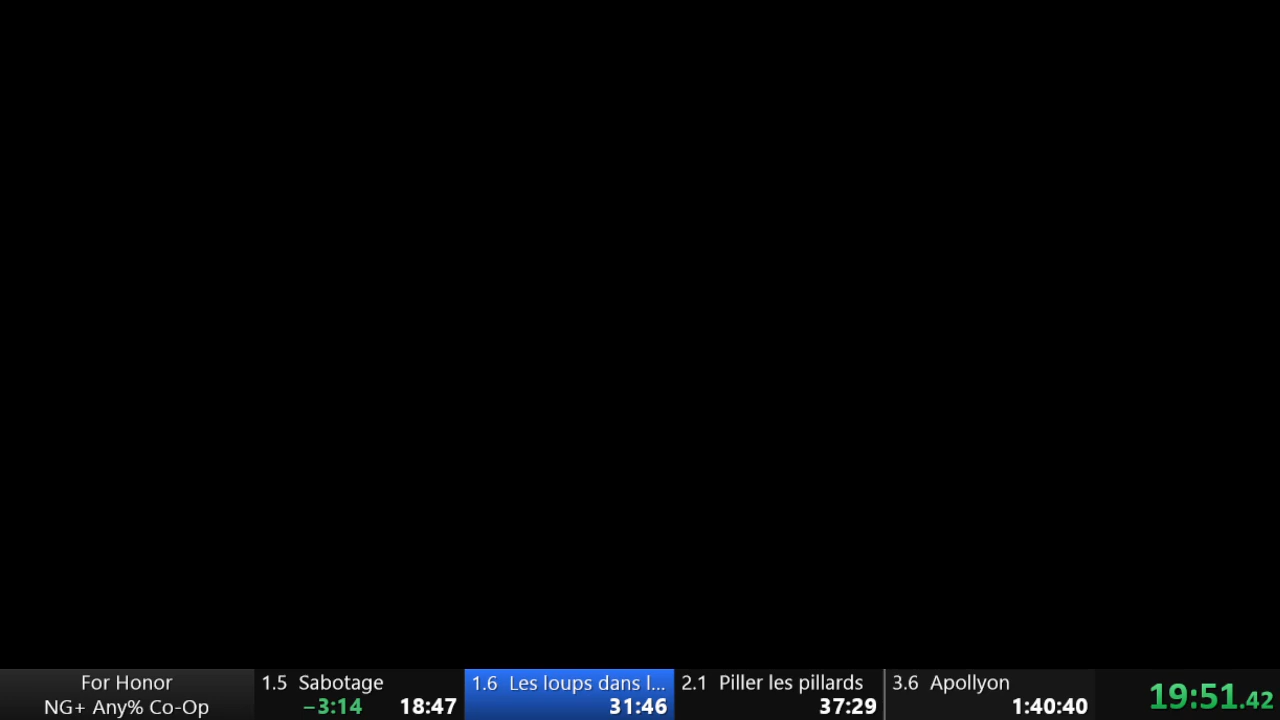 For Honor
NG+ Any% Co-Op
1.5 Sabotage
−3:14 18:47
1.6 Les loups dans l...
31:46
2.1 Piller les pillards
37:29
3.6 Apollyon
1:40:40
19:51.42